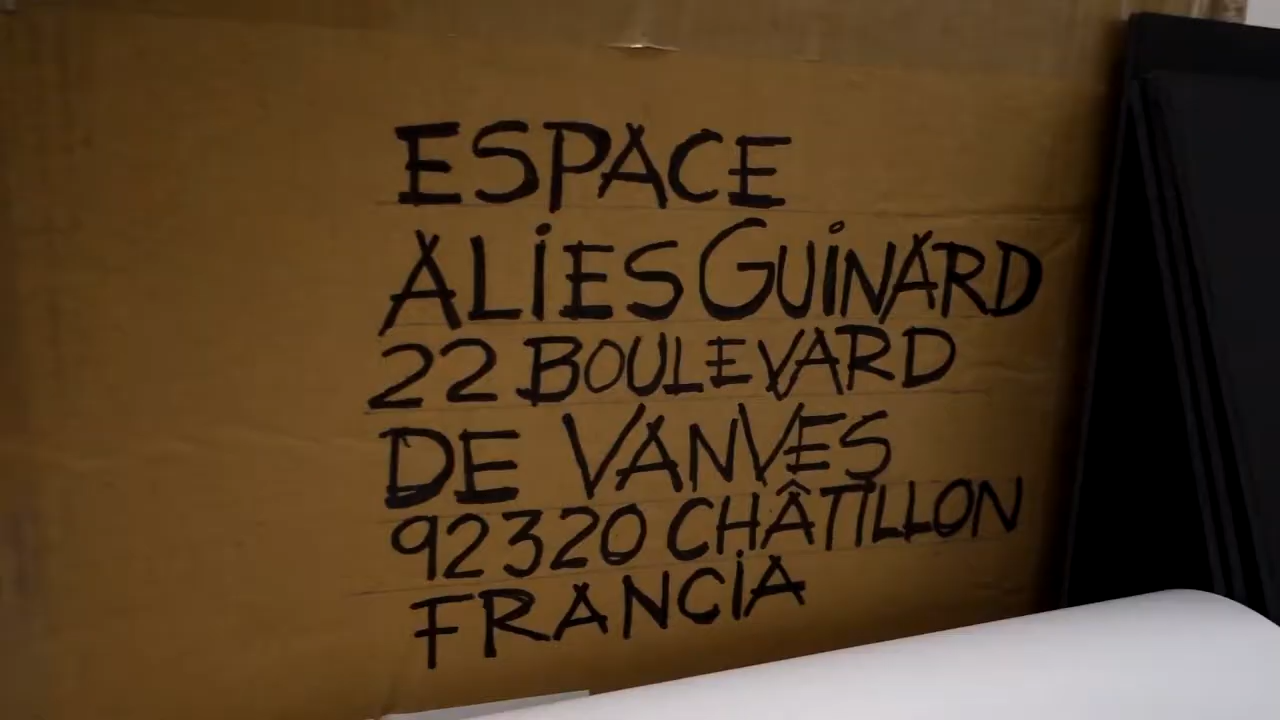 ESPACE
ALiES GUiNARD
22 BOULEVARD
DE VANVES
92320 CHÂTILLON
FRANCiA